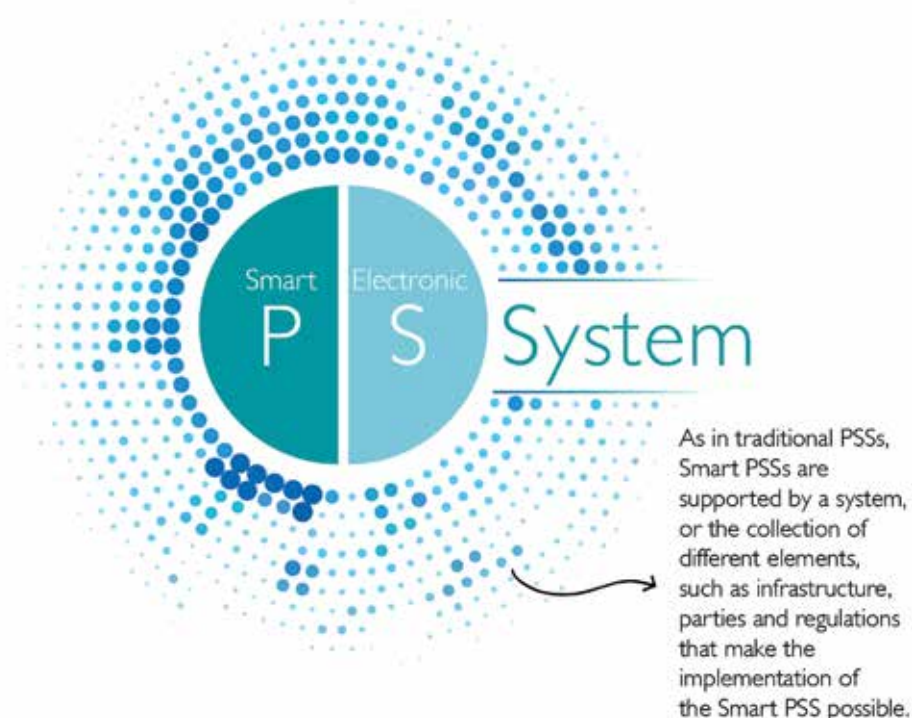 Smart
P
Electronic
S
System
As in traditional PSSs,
Smart PSSs are
supported by a system,
or the collection of
different elements,
such as infrastructure,
parties and regulations
that make the
implementation of
the Smart PSS possible.